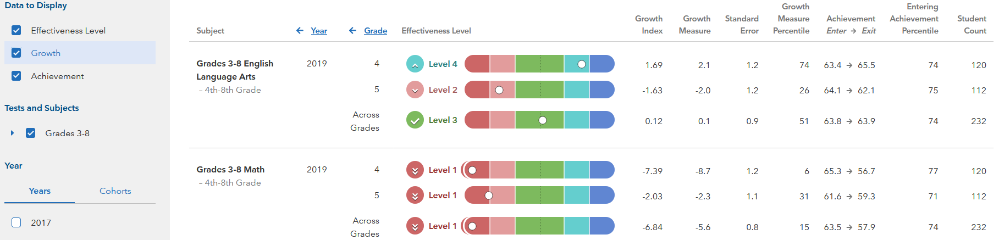 Data to Display
Effectiveness Level
Growth
Achievement
Tests and Subjects
Grades 3-8
Year
Years Cohorts
2017
Subject ← Year ← Grade Effectiveness Level Growth Index Growth Measure Standard Error Growth Measure Percentile Achievement Enter → Exit Entering Achievement Percentile Student Count
Grades 3-8 English 2019 4 Level 4 1.69 2.1 1.2 74 63.4 → 65.5 74 120
Language Arts
– 4th-8th Grade 5 Level 2 -1.63 -2.0 1.2 26 64.1 → 62.1 75 112
Across
Grades Level 3 0.12 0.1 0.9 51 63.8 → 63.9 74 232
Grades 3-8 Math 2019 4 Level 1 -7.39 -8.7 1.2 6 65.3 → 56.7 77 120
– 4th-8th Grade
5 Level 1 -2.03 -2.3 1.1 31 61.6 → 59.3 71 112
Across
Grades Level 1 -6.84 -5.6 0.8 15 63.5 → 57.9 74 232